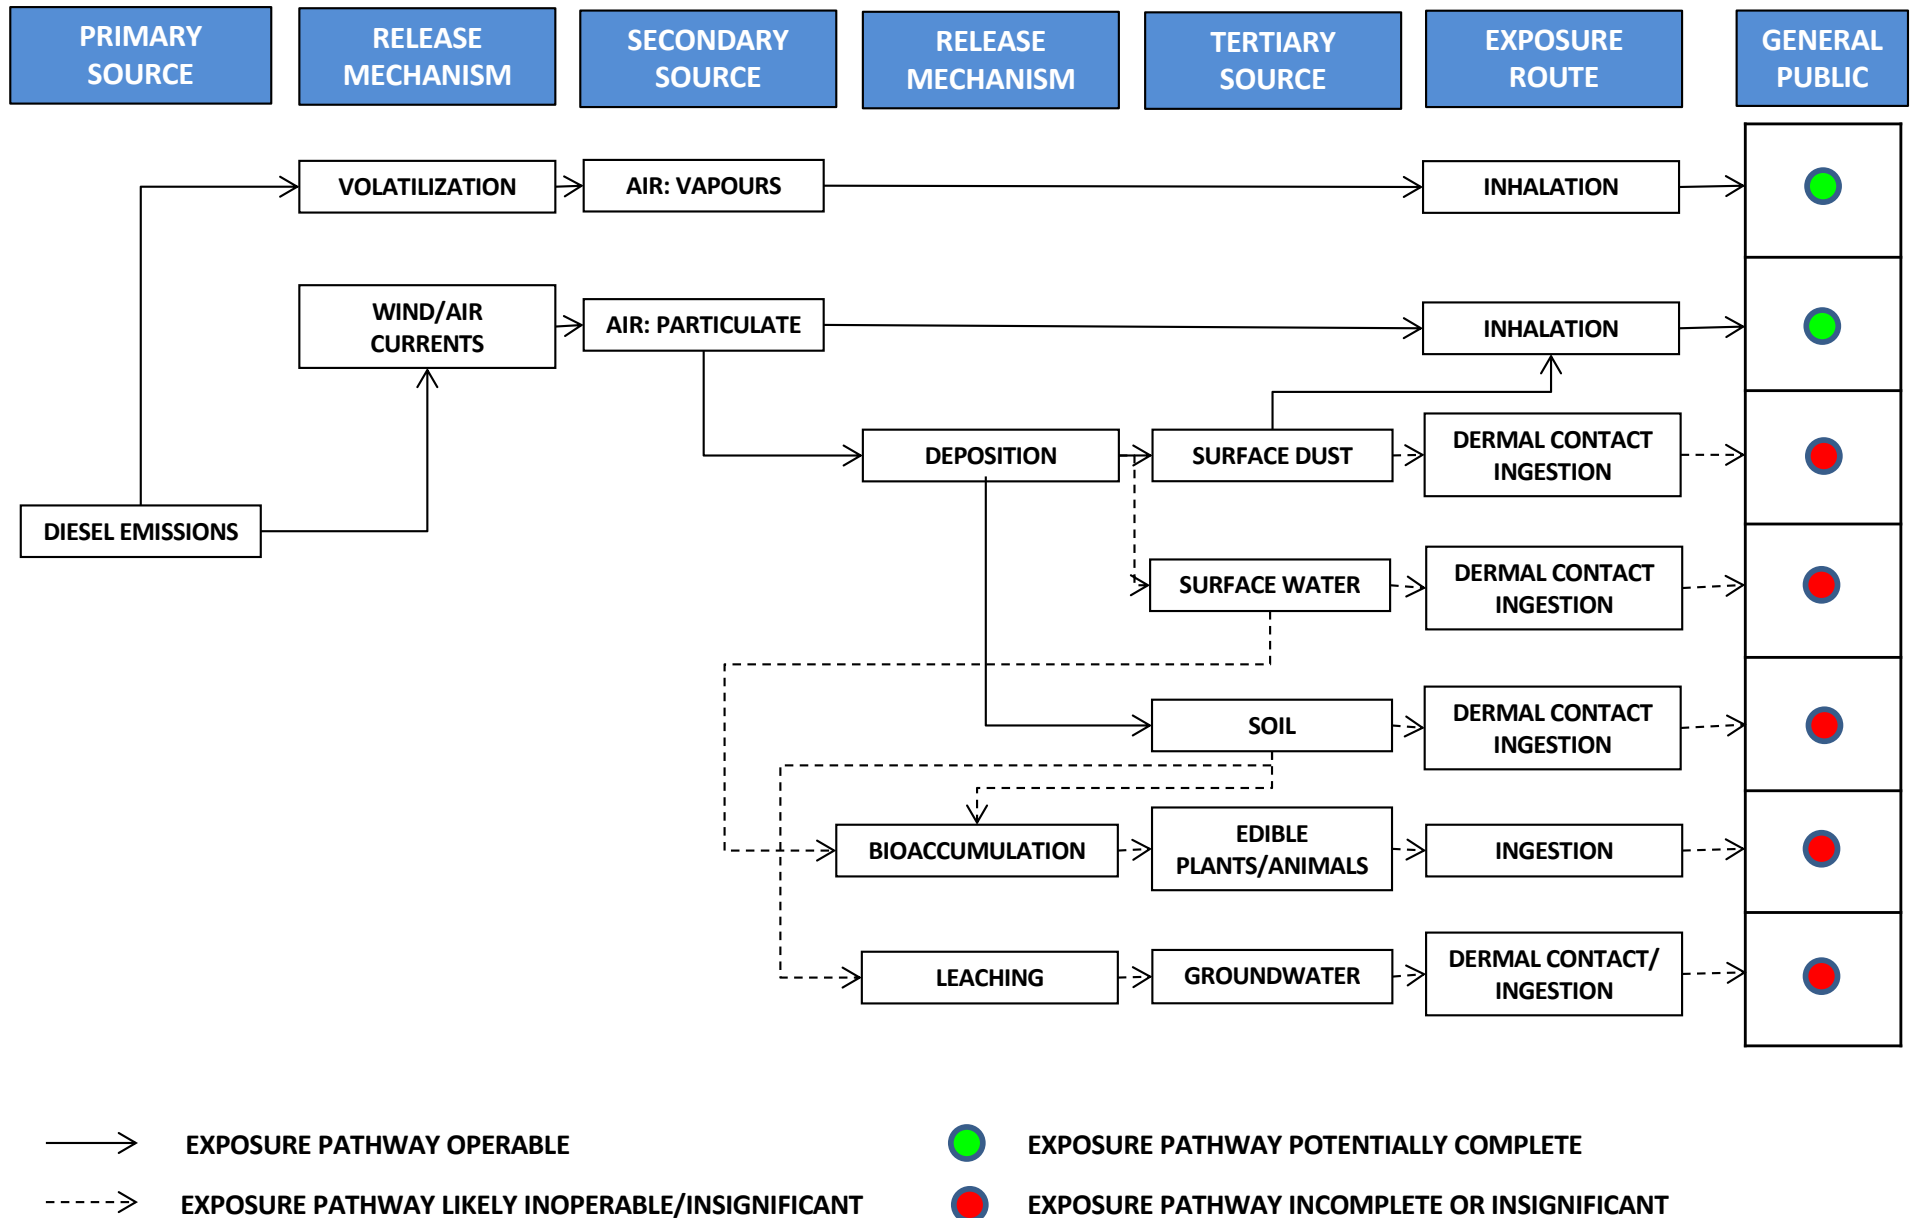 PRIMARY
SOURCE
RELEASE
MECHANISM
SECONDARY
SOURCE
RELEASE
MECHANISM
TERTIARY
SOURCE
EXPOSURE
ROUTE
GENERAL
PUBLIC
VOLATILIZATION
AIR: VAPOURS
INHALATION
WIND/AIR
CURRENTS
AIR: PARTICULATE
INHALATION
DEPOSITION
SURFACE DUST
DERMAL CONTACT
INGESTION
DIESEL EMISSIONS
SURFACE WATER
DERMAL CONTACT
INGESTION
SOIL
DERMAL CONTACT
INGESTION
BIOACCUMULATION
EDIBLE
PLANTS/ANIMALS
INGESTION
LEACHING
GROUNDWATER
DERMAL CONTACT/
INGESTION
EXPOSURE PATHWAY OPERABLE
EXPOSURE PATHWAY POTENTIALLY COMPLETE
EXPOSURE PATHWAY LIKELY INOPERABLE/INSIGNIFICANT
EXPOSURE PATHWAY INCOMPLETE OR INSIGNIFICANT